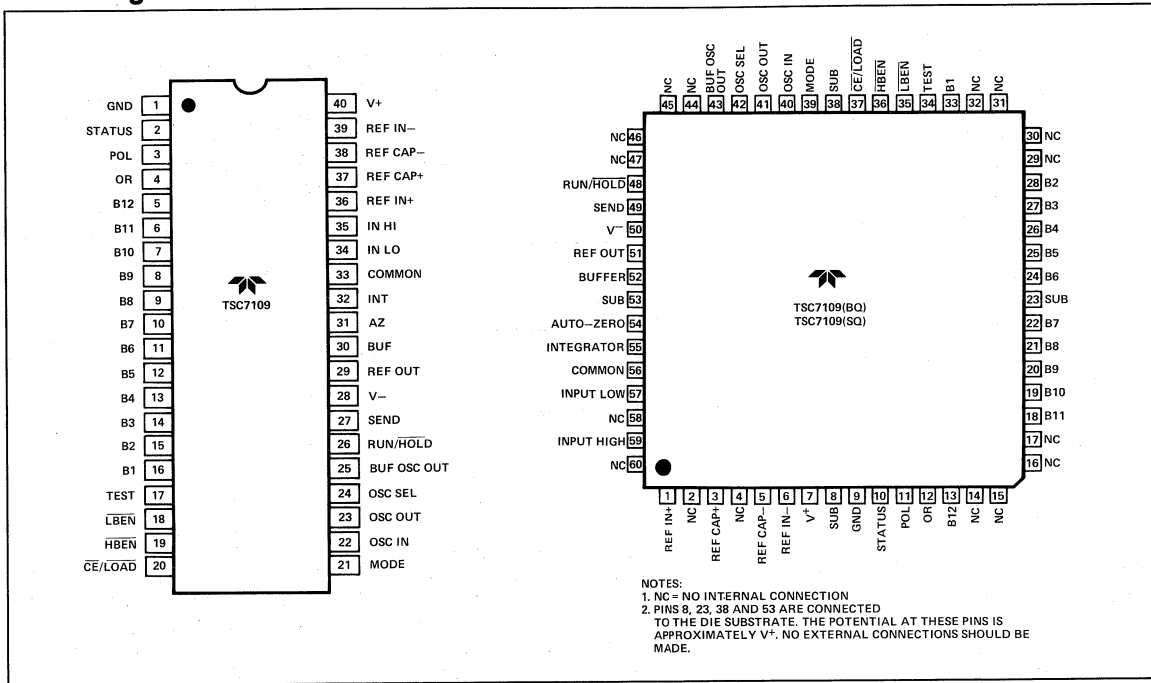 GND 1
STATUS 2
POL 3
OR 4
B12 5
B11 6
B10 7
B9 8
B8 9
B7 10
B6 11
B5 12
B4 13
B3 14
B2 15
B1 16
TEST 17
LBEN 18
HBEN 19
CE/LOAD 20
TSC7109
40 V+
39 REF IN–
38 REF CAP–
37 REF CAP+
36 REF IN+
35 IN HI
34 IN LO
33 COMMON
32 INT
31 AZ
30 BUF
29 REF OUT
28 V–
27 SEND
26 RUN/HOLD
25 BUF OSC OUT
24 OSC SEL
23 OSC OUT
22 OSC IN
21 MODE
NC 45
NC 44
BUF OSC OUT 43
OSC SEL 42
OSC OUT 41
OSC IN 40
MODE 39
SUB 38
CE/LOAD 37
HBEN 36
LBEN 35
TEST 34
B1 33
NC 32
NC 31
NC 46
NC 47
RUN/HOLD 48
SEND 49
V– 50
REF OUT 51
BUFFER 52
SUB 53
AUTO–ZERO 54
INTEGRATOR 55
COMMON 56
INPUT LOW 57
NC 58
INPUT HIGH 59
NC 60
TSC7109(BQ)
TSC7109(SQ)
30 NC
29 NC
28 B2
27 B3
26 B4
25 B5
24 B6
23 SUB
22 B7
21 B8
20 B9
19 B10
18 B11
17 NC
16 NC
1 REF IN+
2 NC
3 REF CAP+
4 NC
5 REF CAP–
6 REF IN–
7 V+
8 SUB
9 GND
10 STATUS
11 POL
12 OR
13 B12
14 NC
15 NC
NOTES:
1. NC = NO INTERNAL CONNECTION
2. PINS 8, 23, 38 AND 53 ARE CONNECTED
TO THE DIE SUBSTRATE. THE POTENTIAL AT THESE PINS IS
APPROXIMATELY V+. NO EXTERNAL CONNECTIONS SHOULD BE
MADE.